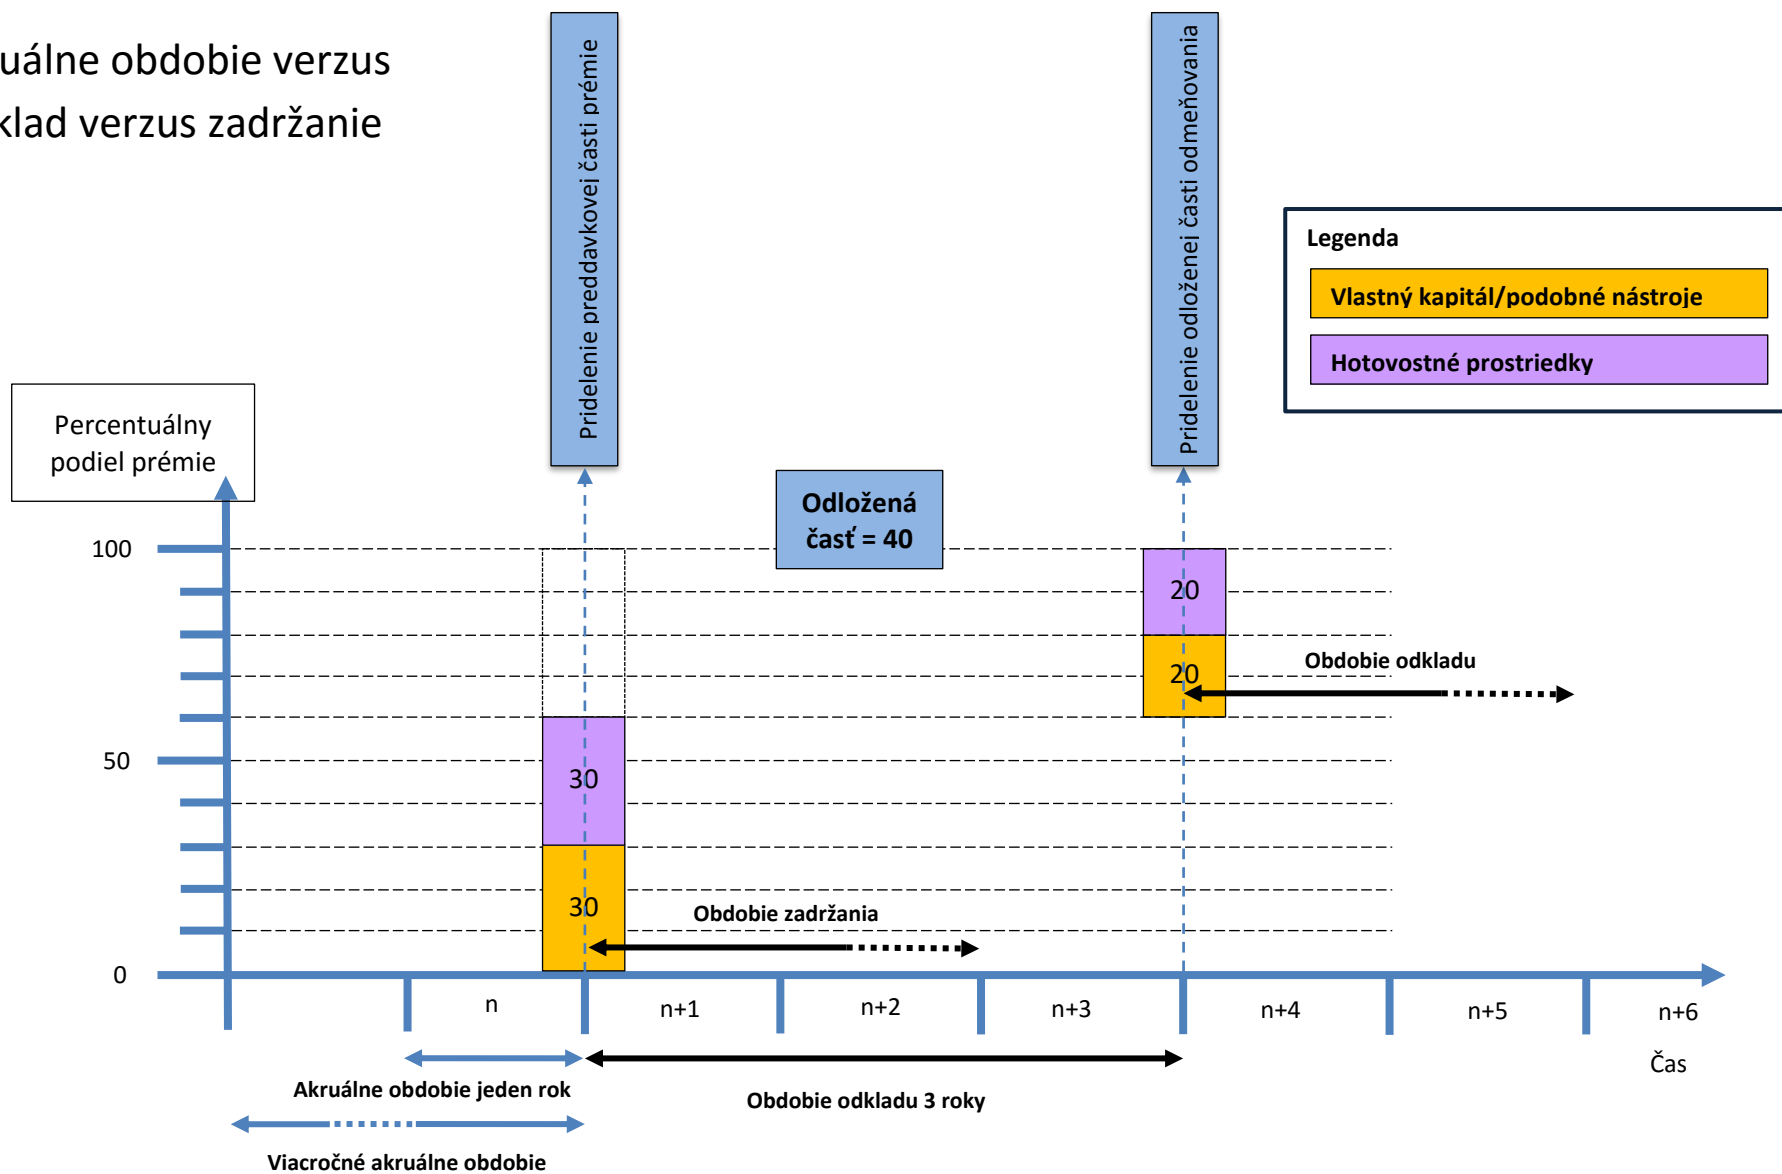 uálne obdobie verzus
klad verzus zadržanie
Pridelenie preddavkovej časti prémie
Pridelenie odloženej časti odmeňovania
Legenda
Vlastný kapitál/podobné nástroje
Hotovostné prostriedky
Percentuálny
podiel prémie
Odložená
časť = 40
100
20
20
Obdobie odkladu
50
30
30
Obdobie zadržania
0
n
n+1
n+2
n+3
n+4
n+5
n+6
Čas
Akruálne obdobie jeden rok
Obdobie odkladu 3 roky
Viacročné akruálne obdobie